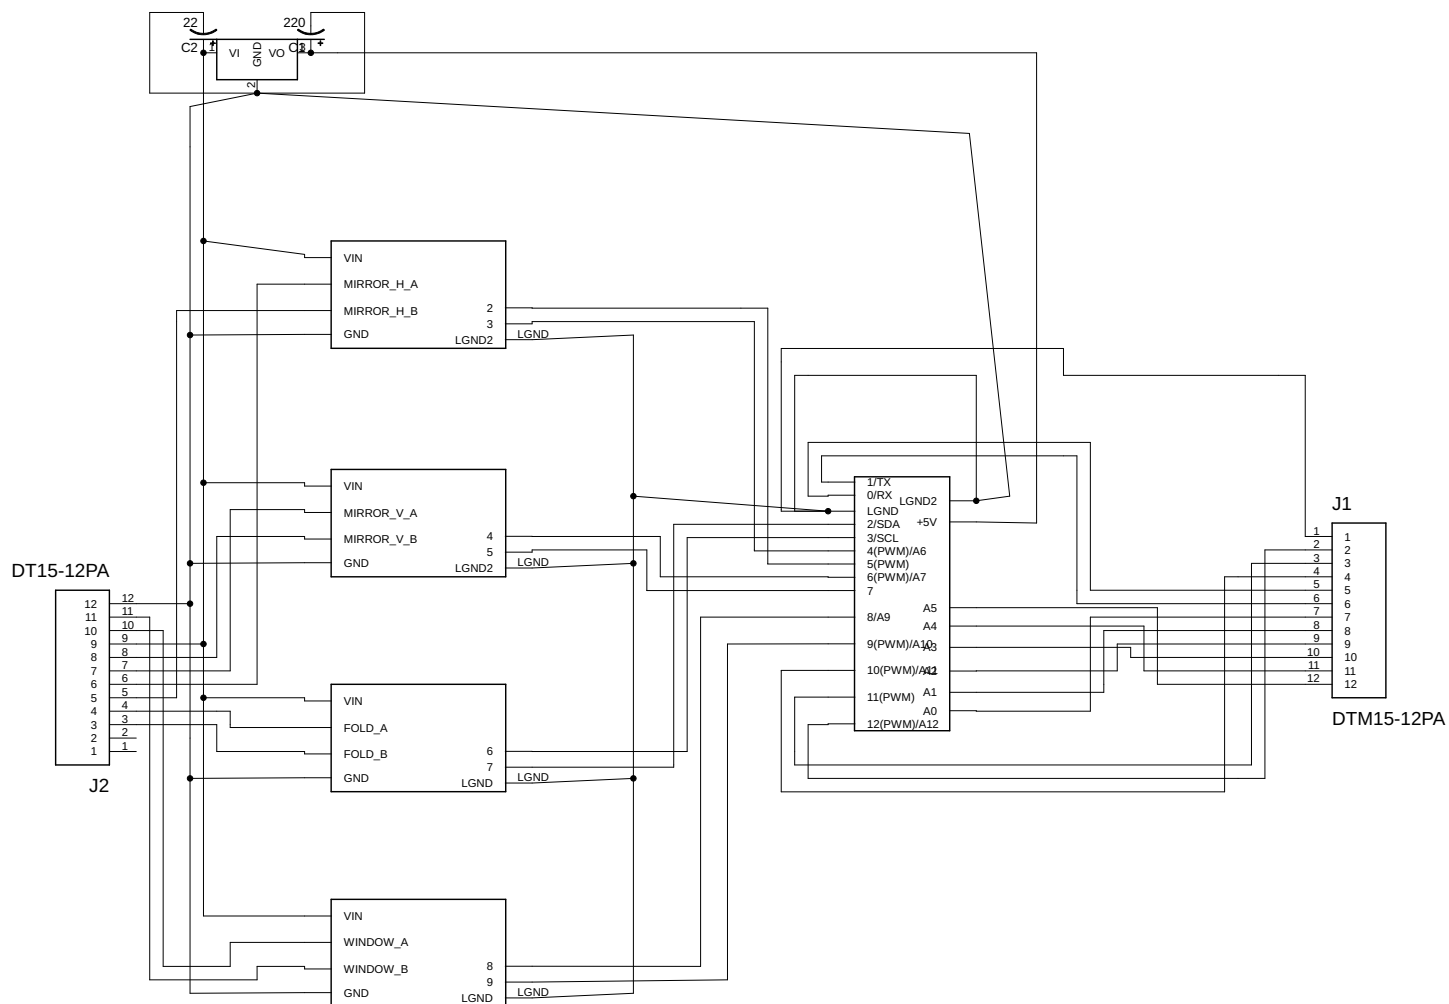 22
220
C2
1
VI
GND
VO
C1
3
2
VIN
MIRROR_H_A
MIRROR_H_B
GND
2
3
LGND2
LGND
VIN
MIRROR_V_A
MIRROR_V_B
GND
4
5
LGND2
LGND
DT15-12PA
12 12
11 11
10 10
9 9
8 8
7 7
6 6
5 5
4 4
3 3
2 2
1 1
J2
VIN
FOLD_A
FOLD_B
GND
6
7
LGND
LGND
VIN
WINDOW_A
WINDOW_B
GND
8
9
LGND
LGND
1/TX
0/RX
LGND
2/SDA
3/SCL
4(PWM)/A6
5(PWM)
6(PWM)/A7
7
8/A9
9(PWM)/A10
10(PWM)/A11
11(PWM)
12(PWM)/A12
LGND2
+5V
A5
A4
A3
A2
A1
A0
J1
1 1
2 2
3 3
4 4
5 5
6 6
7 7
8 8
9 9
10 10
11 11
12 12
DTM15-12PA